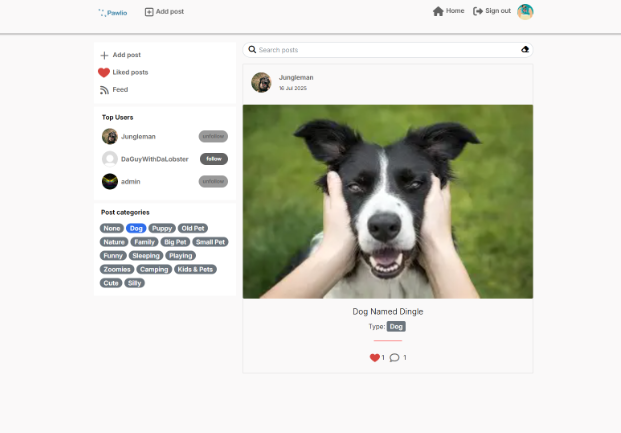 Pawlio
Add post
Home
Sign out
Add post
Liked posts
Feed
Top Users
Jungleman
unfollow
DaGuyWithDaLobster
follow
admin
unfollow
Post categories
None Dog Puppy Old Pet
Nature Family Big Pet Small Pet
Funny Sleeping Playing
Zoomies Camping Kids & Pets
Cute Silly
Search posts
Jungleman
16 Jul 2025
Dog Named Dingle
Type: Dog
1 1